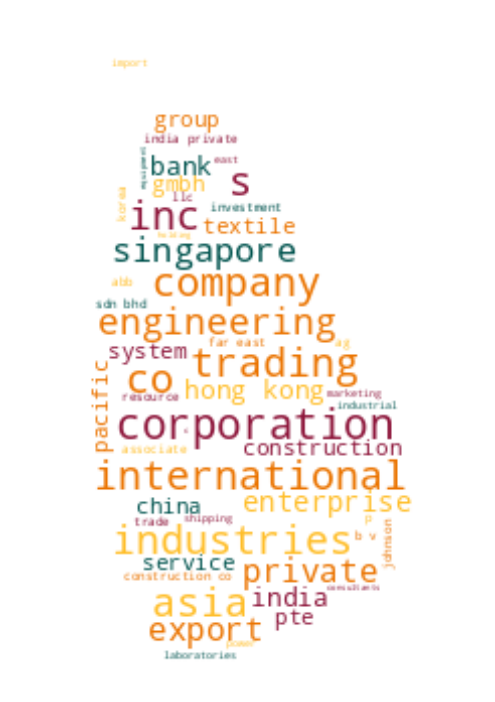 import
group
india private
equipment
bank
east
gmbh
s
llc
korea
inc
investment
textile
holding
singapore
abb
company
sdn bhd
engineering
far east
ag
system
trading
pacific
co
hong kong
resource
marketing
industrial
corporation
construction
associate
international
china
enterprise
trade
shipping
p
industries
b v
johnson
service
construction co
private
consultants
asia
india
export
pte
power
laboratories